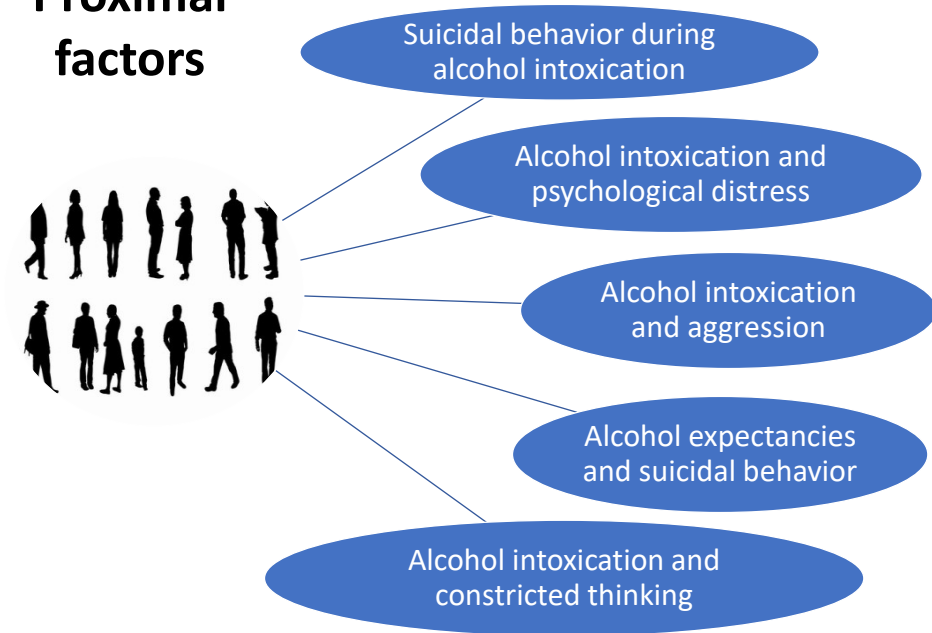 Proximal
factors
Suicidal behavior during
alcohol intoxication
Alcohol intoxication and
psychological distress
Alcohol intoxication
and aggression
Alcohol expectancies
and suicidal behavior
Alcohol intoxication and
constricted thinking